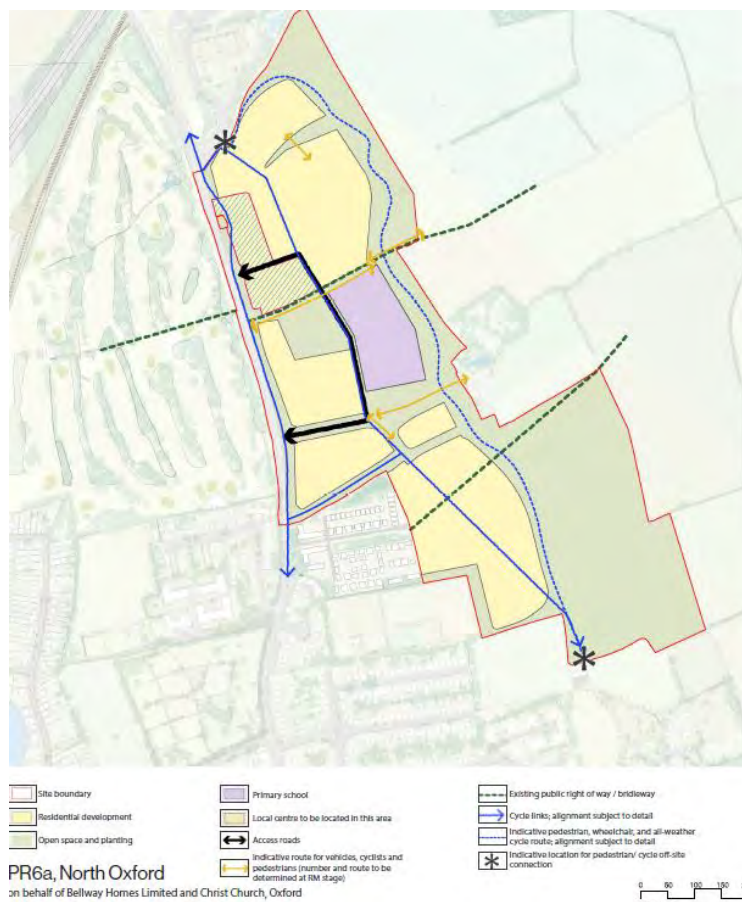 Site boundary
Residential development
Open space and planting
Primary school
Local centre to be located in this area
Access roads
Indicative route for vehicles, cyclists and
pedestrians (number and route to be
determined at RM stage)
Existing public right of way / bridleway
Cycle links; alignment subject to detail
Indicative pedestrian, wheelchair, and all-weather
cycle route; alignment subject to detail
Indicative location for pedestrian/ cycle off-site
connection
PR6a, North Oxford
on behalf of Bellway Homes Limited and Christ Church, Oxford
0 50 100 150